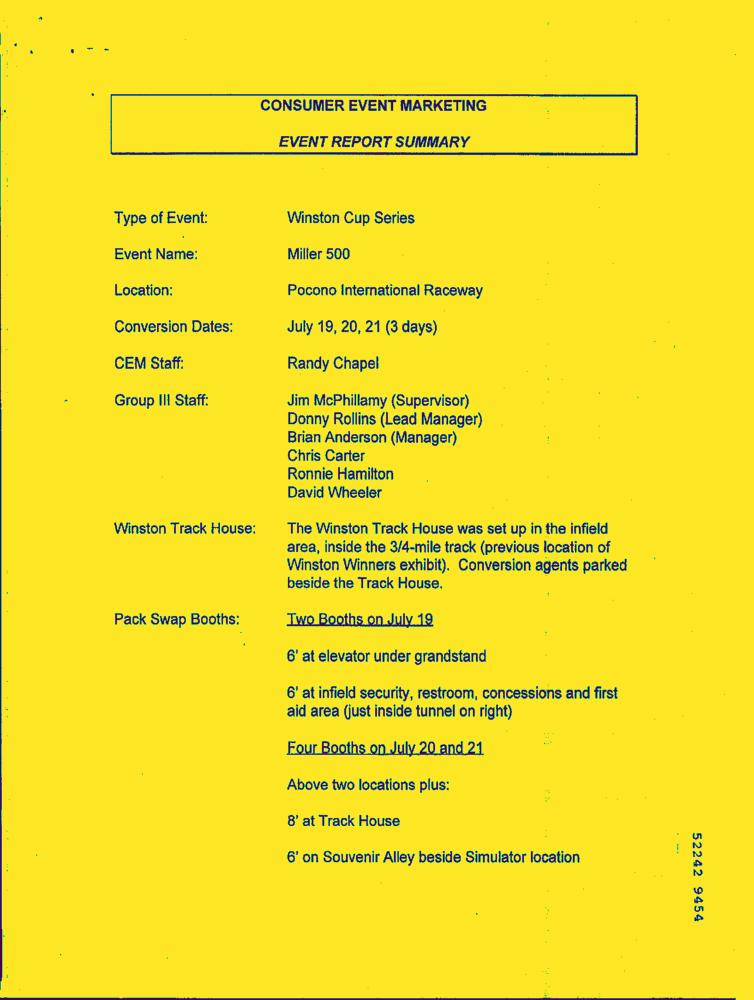 CONSUMER EVENT MARKETING
EVENT REPORT SUMMARY
Type of Event: Winston Cup Series
Event Name: Miller 500
Location: Pocono International Raceway
Conversion Dates: July 19, 20, 21 (3 days)
CEM Staff: Randy Chapel
Group III Staff: Jim McPhillamy (Supervisor)
Donny Rollins (Lead Manager)
Brian Anderson (Manager)
Chris Carter
Ronnie Hamilton
David Wheeler
Winston Track House: The Winston Track House was set up in the infield
area, inside the 3/4-mile track (previous location of
Winston Winners exhibit). Conversion agents parked
beside the Track House.
Pack Swap Booths: Two Booths on July 19
6' at elevator under grandstand
6' at infield security, restroom, concessions and first
aid area (just inside tunnel on right)
Four Booths on July 20 and 21
Above two locations plus:
8' at Track House
6' on Souvenir Alley beside Simulator location
52242 9454